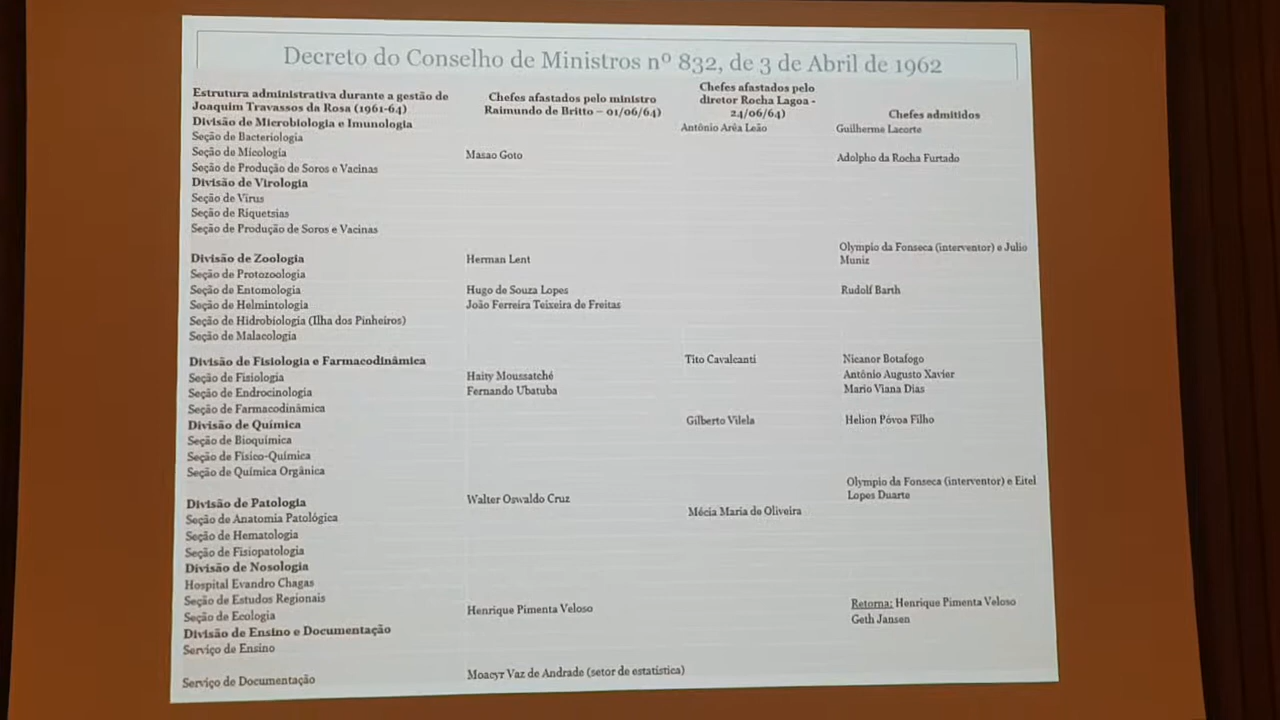 Decreto do Conselho de Ministros nº 832, de 3 de Abril de 1962
Estrutura administrativa durante a gestão de
Joaquim Travassos da Rosa (1961-64)
Chefes afastados pelo ministro
Raimundo de Britto – 01/06/64)
Chefes afastados pelo
diretor Rocha Lagoa -
24/06/64)
Chefes admitidos
Divisão de Microbiologia e Imunologia
Antônio Arêa Leão
Guilherme Lacorte
Seção de Bacteriologia
Seção de Micologia
Masao Goto
Adolpho da Rocha Furtado
Seção de Produção de Soros e Vacinas
Divisão de Virologia
Seção de Vírus
Seção de Riquetsias
Seção de Produção de Soros e Vacinas
Divisão de Zoologia
Herman Lent
Olympio da Fonseca (interventor) e Julio
Muniz
Seção de Protozoologia
Seção de Entomologia
Hugo de Souza Lopes
Rudolf Barth
Seção de Helmintologia
João Ferreira Teixeira de Freitas
Seção de Hidrobiologia (Ilha dos Pinheiros)
Seção de Malacologia
Divisão de Fisiologia e Farmacodinâmica
Tito Cavalcanti
Nicanor Botafogo
Seção de Fisiologia
Haity Moussatché
Antônio Augusto Xavier
Seção de Endrocinologia
Fernando Ubatuba
Mario Viana Dias
Seção de Farmacodinâmica
Divisão de Química
Gilberto Vilela
Helion Póvoa Filho
Seção de Bioquímica
Seção de Físico-Química
Seção de Química Orgânica
Divisão de Patologia
Walter Oswaldo Cruz
Olympio da Fonseca (interventor) e Eitel
Lopes Duarte
Seção de Anatomia Patológica
Mécia Maria de Oliveira
Seção de Hematologia
Seção de Fisiopatologia
Divisão de Nosologia
Hospital Evandro Chagas
Seção de Estudos Regionais
Seção de Ecologia
Henrique Pimenta Veloso
Retorna: Henrique Pimenta Veloso
Geth Jansen
Divisão de Ensino e Documentação
Serviço de Ensino
Serviço de Documentação
Moacyr Vaz de Andrade (setor de estatística)